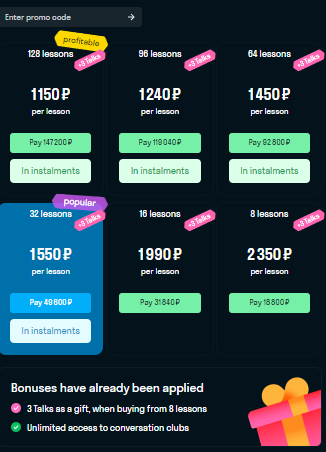 Enter promo code →
profitable
128 lessons
+3 Talks
1150 ₽
per lesson
Pay 147200 ₽
In instalments
96 lessons
+3 Talks
1240 ₽
per lesson
Pay 119040 ₽
In instalments
64 lessons
+3 Talks
1450 ₽
per lesson
Pay 92800 ₽
In instalments
popular
32 lessons
+3 Talks
1550 ₽
per lesson
Pay 49600 ₽
In instalments
16 lessons
+3 Talks
1990 ₽
per lesson
Pay 31840 ₽
8 lessons
+3 Talks
2350 ₽
per lesson
Pay 18800 ₽
Bonuses have already been applied
3 Talks as a gift, when buying from 8 lessons
Unlimited access to conversation clubs